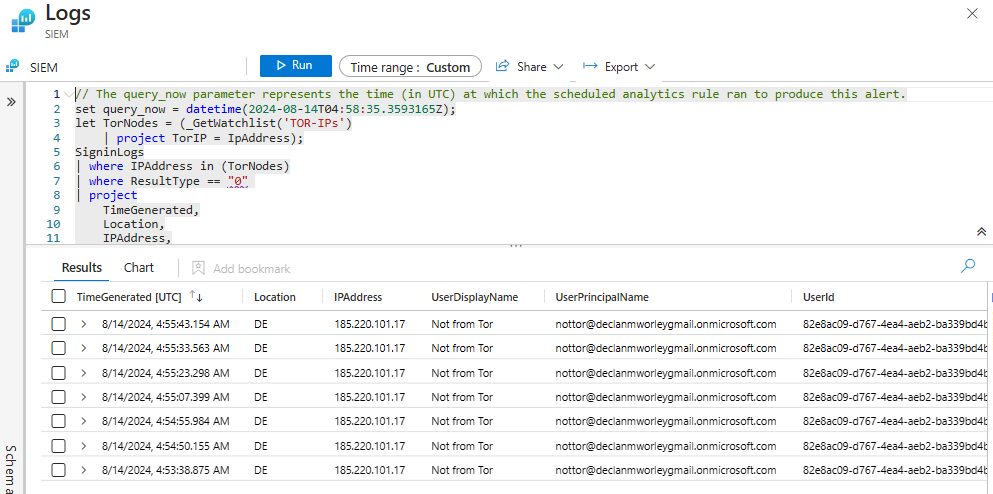 Logs
SIEM
SIEM
Run
Time range : Custom
Share
Export
1 // The query_now parameter represents the time (in UTC) at which the scheduled analytics rule ran to produce this alert.
2 set query_now = datetime(2024-08-14T04:58:35.3593165Z);
3 let TorNodes = (_GetWatchlist('TOR-IPs')
4 | project TorIP = IpAddress);
5 SigninLogs
6 | where IPAddress in (TorNodes)
7 | where ResultType == "0"
8 | project
9 TimeGenerated,
10 Location,
11 IPAddress,
Results Chart Add bookmark
TimeGenerated [UTC] Location IPAddress UserDisplayName UserPrincipalName UserId
8/14/2024, 4:55:43.154 AM DE 185.220.101.17 Not from Tor nottor@declanmworleygmail.onmicrosoft.com 82e8ac09-d767-4ea4-aeb2-ba339bd4b
8/14/2024, 4:55:33.563 AM DE 185.220.101.17 Not from Tor nottor@declanmworleygmail.onmicrosoft.com 82e8ac09-d767-4ea4-aeb2-ba339bd4b
8/14/2024, 4:55:23.298 AM DE 185.220.101.17 Not from Tor nottor@declanmworleygmail.onmicrosoft.com 82e8ac09-d767-4ea4-aeb2-ba339bd4b
8/14/2024, 4:55:07.399 AM DE 185.220.101.17 Not from Tor nottor@declanmworleygmail.onmicrosoft.com 82e8ac09-d767-4ea4-aeb2-ba339bd4b
8/14/2024, 4:54:55.984 AM DE 185.220.101.17 Not from Tor nottor@declanmworleygmail.onmicrosoft.com 82e8ac09-d767-4ea4-aeb2-ba339bd4b
8/14/2024, 4:54:50.155 AM DE 185.220.101.17 Not from Tor nottor@declanmworleygmail.onmicrosoft.com 82e8ac09-d767-4ea4-aeb2-ba339bd4b
8/14/2024, 4:53:38.875 AM DE 185.220.101.17 Not from Tor nottor@declanmworleygmail.onmicrosoft.com 82e8ac09-d767-4ea4-aeb2-ba339bd4b
Schema